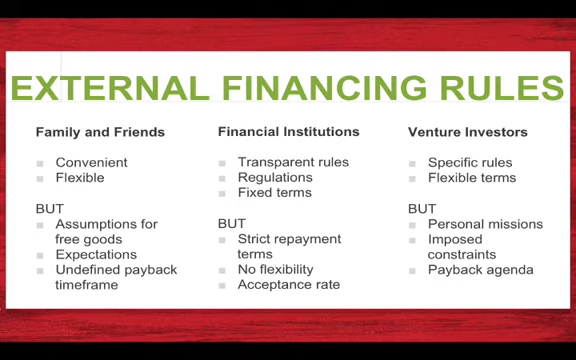 EXTERNAL FINANCING RULES
Family and Friends
Convenient
Flexible
BUT
Assumptions for
free goods
Expectations
Undefined payback
timeframe
Financial Institutions
Transparent rules
Regulations
Fixed terms
BUT
Strict repayment
terms
No flexibility
Acceptance rate
Venture Investors
Specific rules
Flexible terms
BUT
Personal missions
Imposed
constraints
Payback agenda